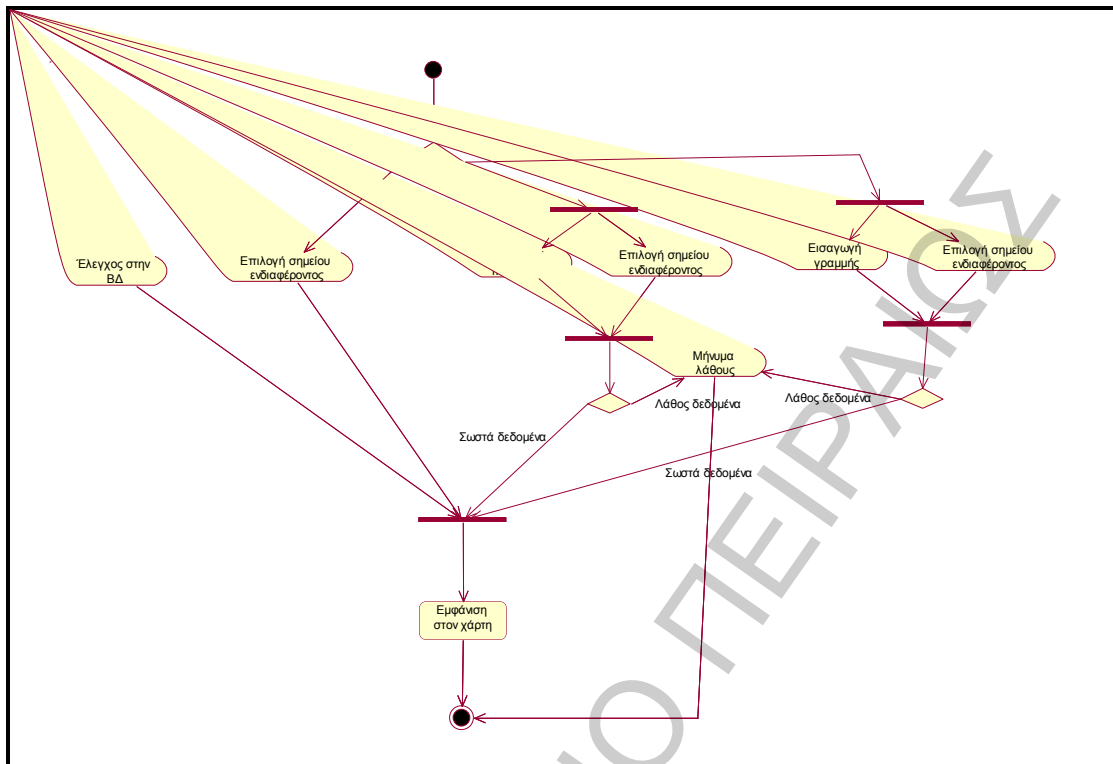 Έλεγχος στην
ΒΔ
Επιλογή σημείου
ενδιαφέροντος
Επιλογή σημείου
ενδιαφέροντος
Εισαγωγή
γραμμής
Επιλογή σημείου
ενδιαφέροντος
Μήνυμα
λάθους
Λάθος δεδομένα
Λάθος δεδομένα
Σωστά δεδομένα
Σωστά δεδομένα
Εμφάνιση
στον χάρτη
Ο ΠΕΙΡΑΙΩΣ